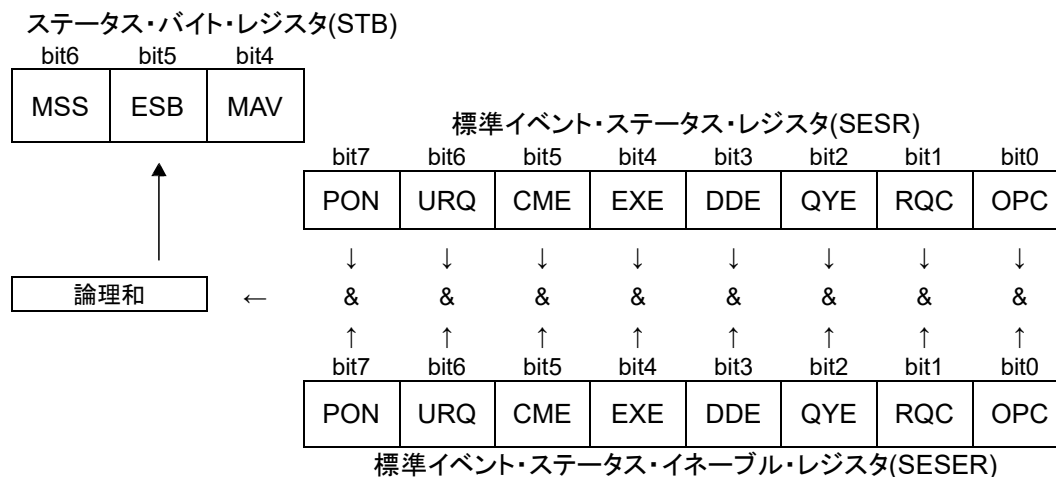 ステータス・バイト・レジスタ(STB)
bit6 bit5 bit4
MSS ESB MAV
標準イベント・ステータス・レジスタ(SESR)
bit7 bit6 bit5 bit4 bit3 bit2 bit1 bit0
PON URQ CME EXE DDE QYE RQC OPC
↓ ↓ ↓ ↓ ↓ ↓ ↓ ↓
論理和 ← & & & & & & & &
↑ ↑ ↑ ↑ ↑ ↑ ↑ ↑
bit7 bit6 bit5 bit4 bit3 bit2 bit1 bit0
PON URQ CME EXE DDE QYE RQC OPC
標準イベント・ステータス・イネーブル・レジスタ(SESER)